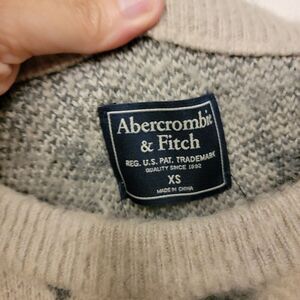 Abercrombie
& Fitch
REG. U.S. PAT. TRADEMARK
QUALITY SINCE 1892
XS
MADE IN CHINA